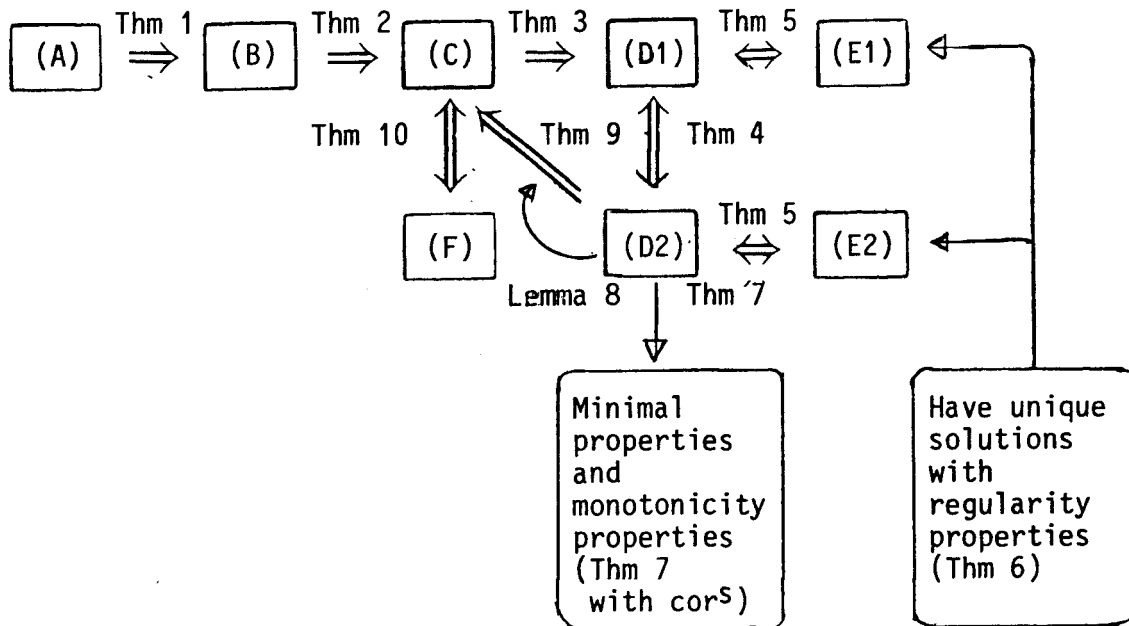 Thm 1 Thm 2 Thm 3 Thm 5
(A) (B) (C) (D1) (E1)
Thm 10 Thm 9 Thm 4
Thm 5
(F) (D2) (E2)
Lemma 8 Thm 7
Minimal
properties
and
monotonicity
properties
(Thm 7
with corˢ)
Have unique
solutions
with
regularity
properties
(Thm 6)